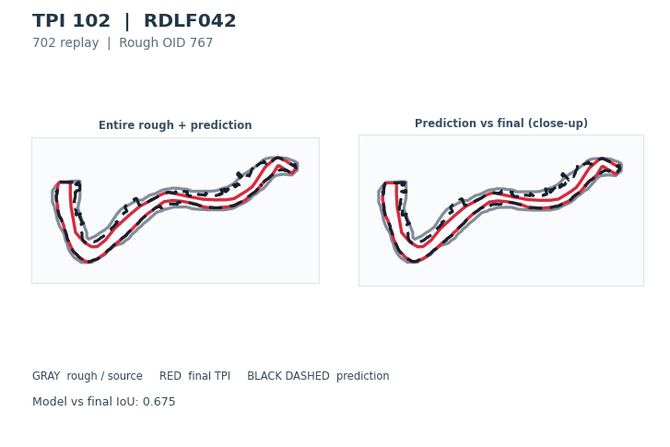 TPI 102 | RDLF042
702 replay | Rough OID 767
Entire rough + prediction
Prediction vs final (close-up)
GRAY rough / source RED final TPI BLACK DASHED prediction
Model vs final IoU: 0.675